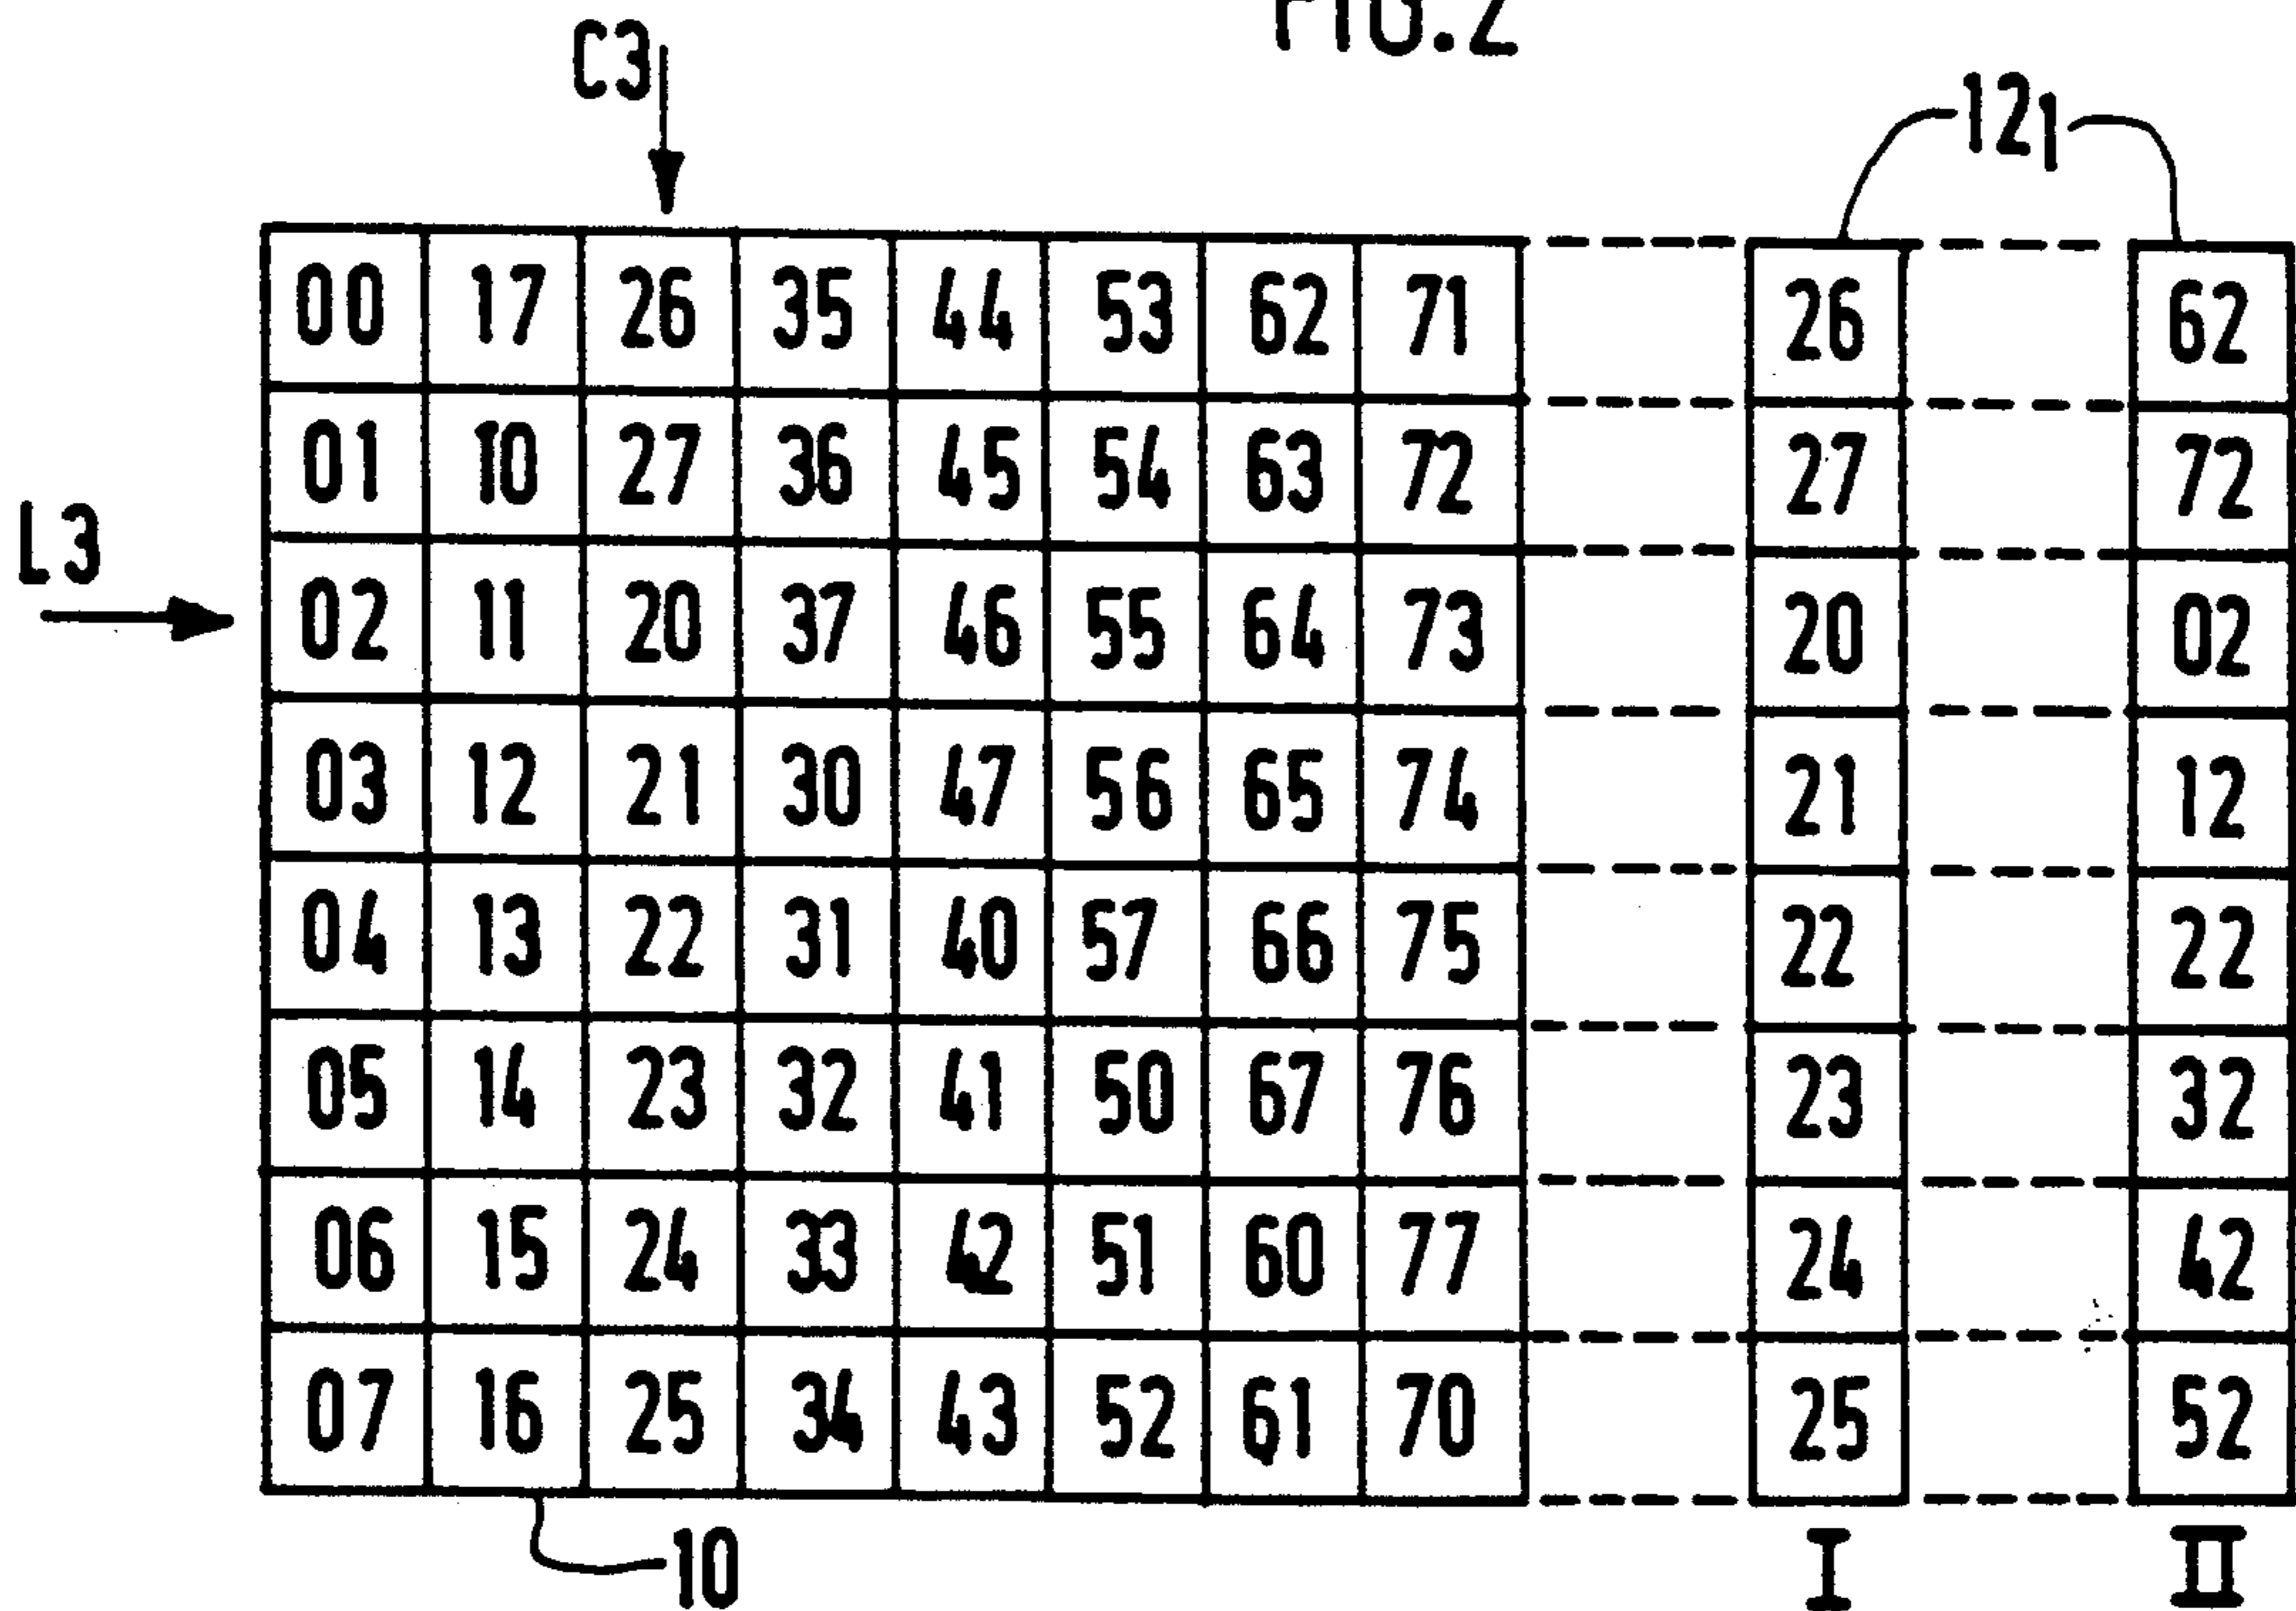 FIG.2
C3
12₁
00 17 26 35 44 53 62 71 26 62
01 10 27 36 45 54 63 72 27 72
L3
02 11 20 37 46 55 64 73 20 02
03 12 21 30 47 56 65 74 21 12
04 13 22 31 40 57 66 75 22 22
05 14 23 32 41 50 67 76 23 32
06 15 24 33 42 51 60 77 24 42
07 16 25 34 43 52 61 70 25 52
10 I II